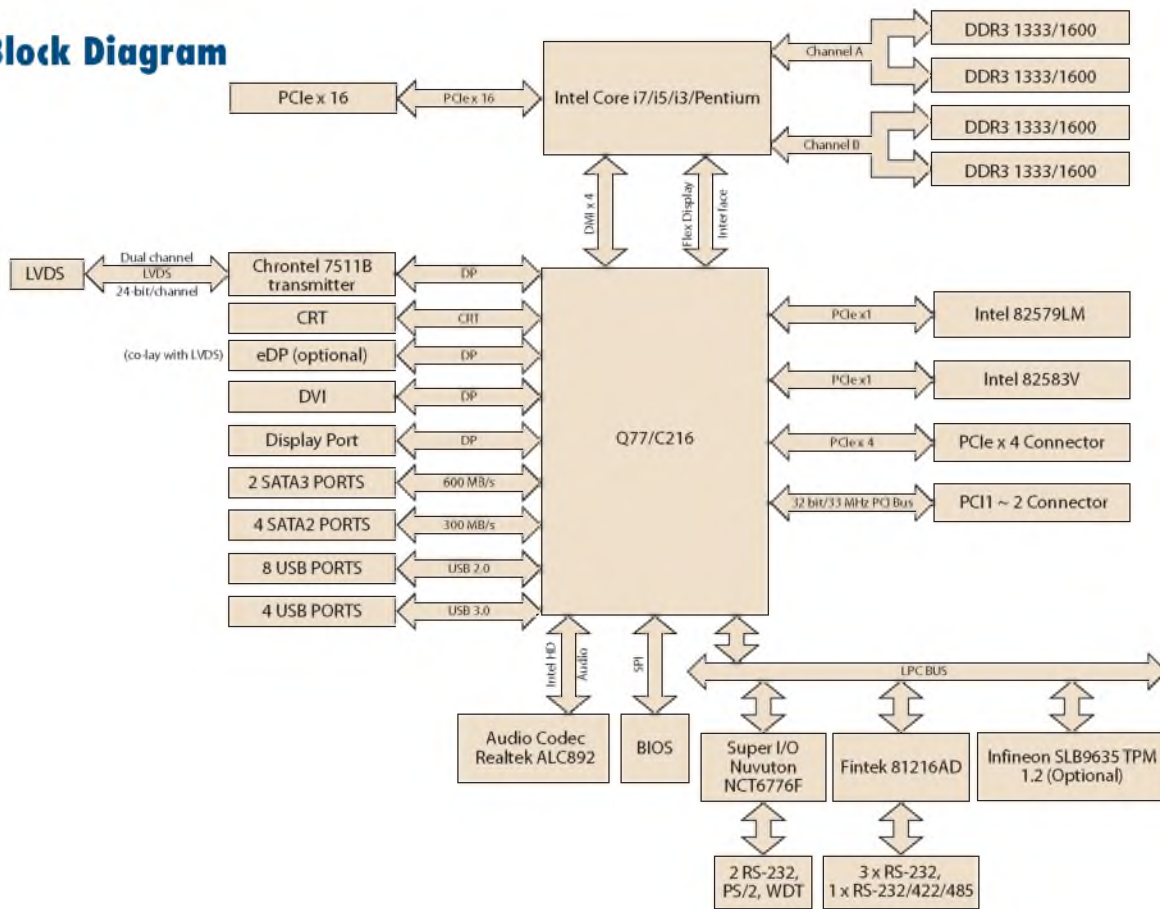 Block Diagram
DDR3 1333/1600
Channel A
DDR3 1333/1600
PCIe x 16
PCIe x 16
Intel Core i7/i5/i3/Pentium
DDR3 1333/1600
Channel B
DDR3 1333/1600
DMI x 4
Flex Display
Interface
LVDS
Dual channel
LVDS
24-bit/channel
Chrontel 7511B
transmitter
DP
CRT
CRT
(co-lay with LVDS)
eDP (optional)
DP
DVI
DP
Display Port
DP
2 SATA3 PORTS
600 MB/s
4 SATA2 PORTS
300 MB/s
8 USB PORTS
USB 2.0
4 USB PORTS
USB 3.0
Q77/C216
PCIe x1
Intel 82579LM
PCIe x1
Intel 82583V
PCIe x 4
PCIe x 4 Connector
32 bit/33 MHz PCI Bus
PCI1 ~ 2 Connector
Intel HD
Audio
SPI
LPC BUS
Audio Codec
Realtek ALC892
BIOS
Super I/O
Nuvuton
NCT6776F
Fintek 81216AD
Infineon SLB9635 TPM
1.2 (Optional)
2 RS-232,
PS/2, WDT
3 x RS-232,
1 x RS-232/422/485